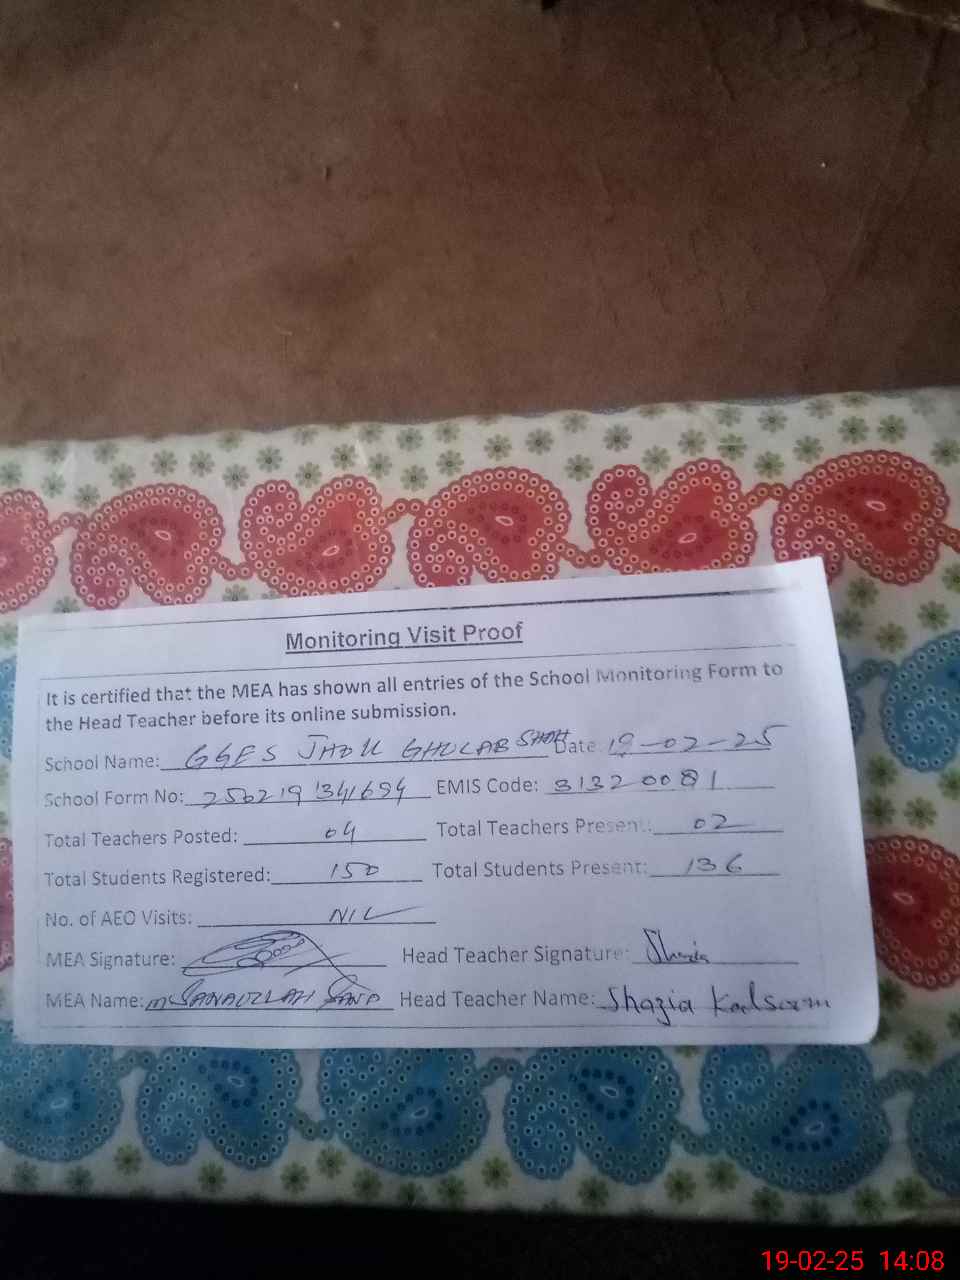 Monitoring Visit Proof
It is certified that the MEA has shown all entries of the School Monitoring Form to
the Head Teacher before its online submission.
School Name: GGES JHOK GHULAB SHAH Date 19-02-25
School Form No: 250219 341694 EMIS Code: 31320081
Total Teachers Posted: 04 Total Teachers Present: 02
Total Students Registered: 150 Total Students Present: 136
No. of AEO Visits: NIL
MEA Signature: Head Teacher Signature: Shazia
MEA Name: M SANAULLAH Head Teacher Name: Shazia Kalsoom
19-02-25 14:08